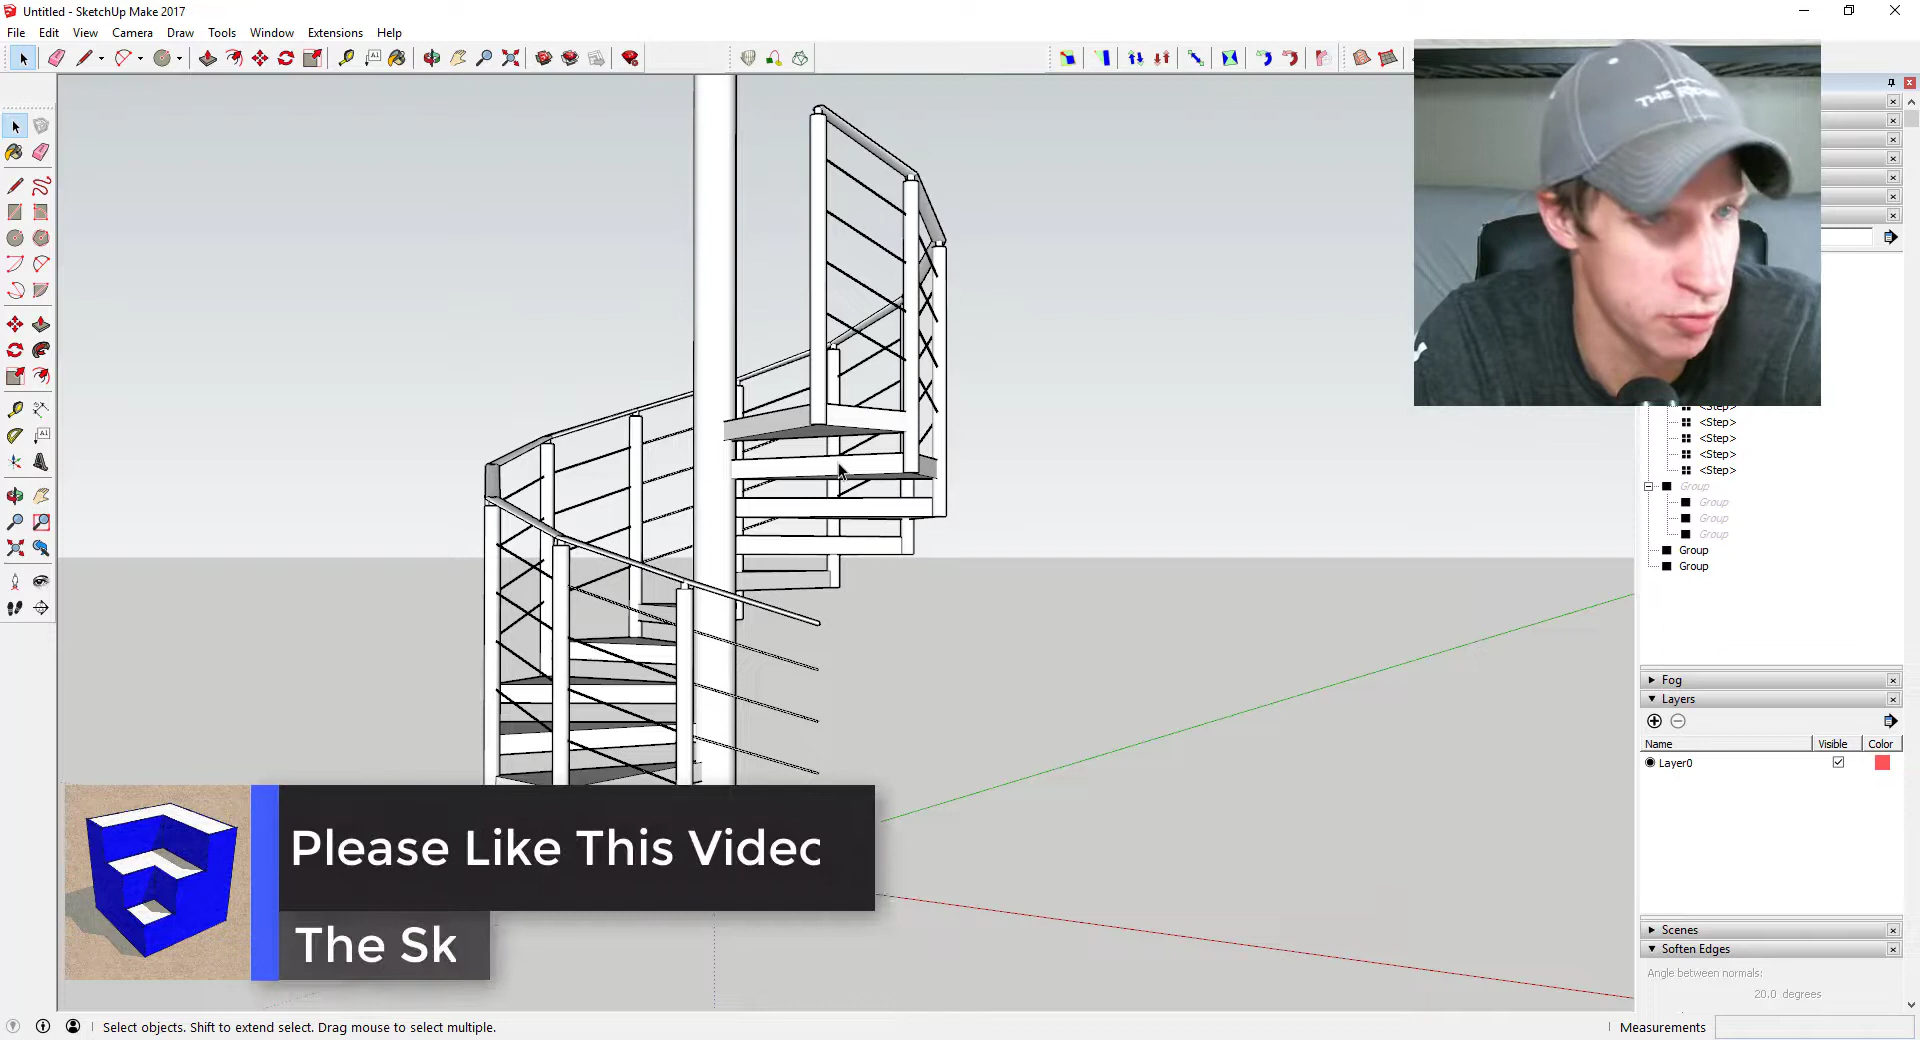 Untitled - SketchUp Make 2017
File Edit View Camera Draw Tools Window Extensions Help
<Step>
<Step>
<Step>
<Step>
<Step>
Group
Group
Group
Group
Group
Group
Fog
Layers
Name Visible Color
Layer0
Please Like This Videc
The Sk
Scenes
Soften Edges
Angle between normals:
20.0 degrees
Select objects. Shift to extend select. Drag mouse to select multiple.
Measurements